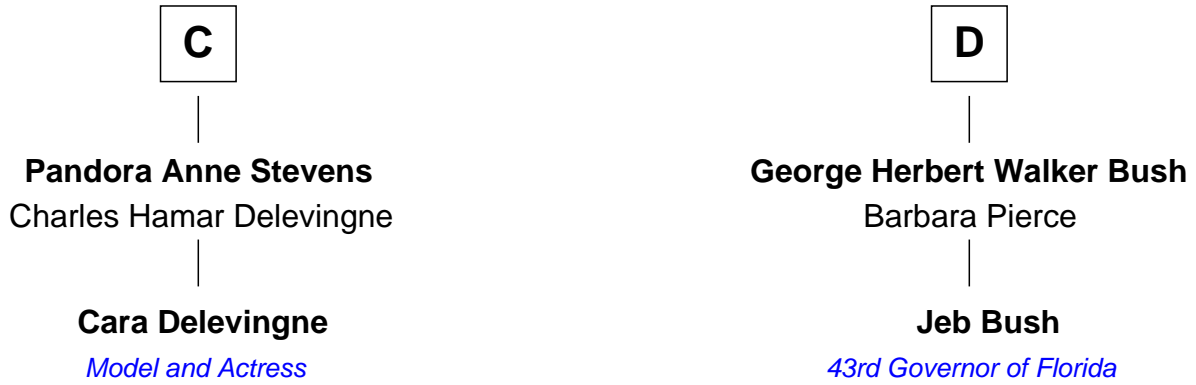 C
Pandora Anne Stevens
Charles Hamar Delevingne
Cara Delevingne
Model and Actress
D
George Herbert Walker Bush
Barbara Pierce
Jeb Bush
43rd Governor of Florida